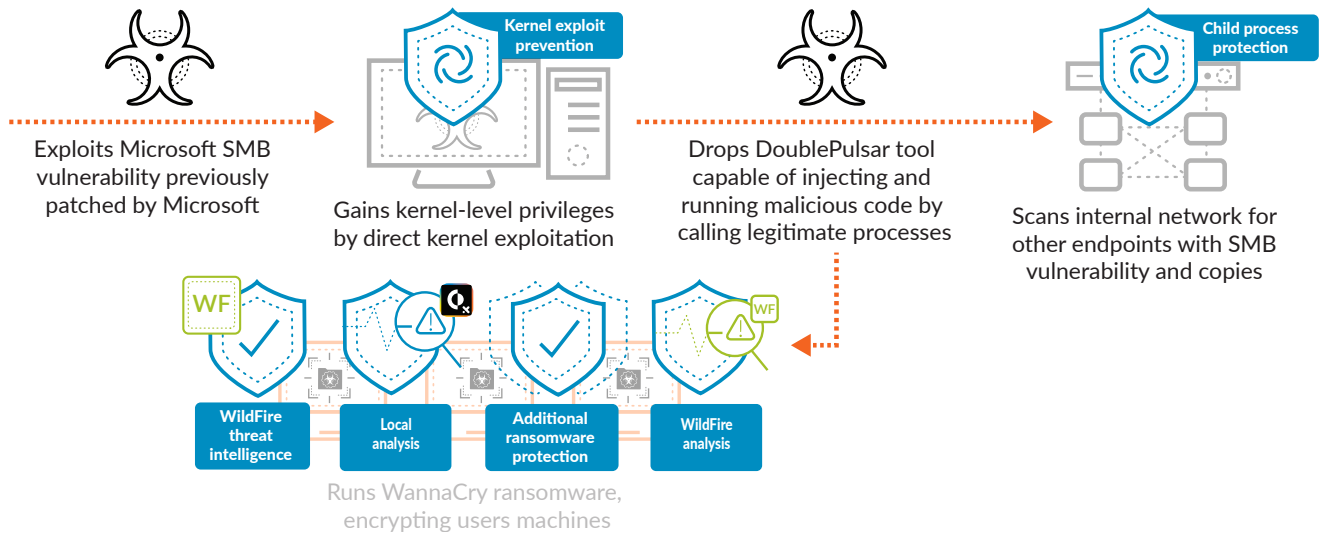 Kernel exploit
prevention
Child process
protection
Exploits Microsoft SMB
vulnerability previously
patched by Microsoft
Gains kernel-level privileges
by direct kernel exploitation
Drops DoublePulsar tool
capable of injecting and
running malicious code by
calling legitimate processes
Scans internal network for
other endpoints with SMB
vulnerability and copies
WF
WF
WildFire
threat
intelligence
Local
analysis
Additional
ransomware
protection
WildFire
analysis
Runs WannaCry ransomware,
encrypting users machines